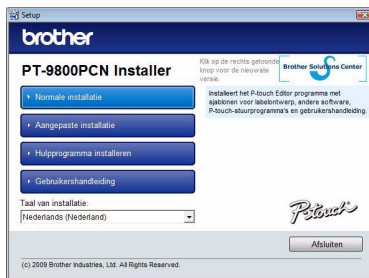 Setup
brother
PT-9800PCN Installer
Klik op de rechts getoonde
knop voor de nieuwste
versie.
Brother Solutions Center
Normale installatie
Installeert het P-touch Editor programma met
sjablonen voor labelontwerp, andere software,
P-touch-stuurprogramma's en gebruikershandleiding.
Aangepaste installatie
Hulpprogramma installeren
Gebruikershandleiding
Taal van installatie:
Nederlands (Nederland)
P-touch
Afsluiten
(c) 2009 Brother Industries, Ltd. All Rights Reserved.